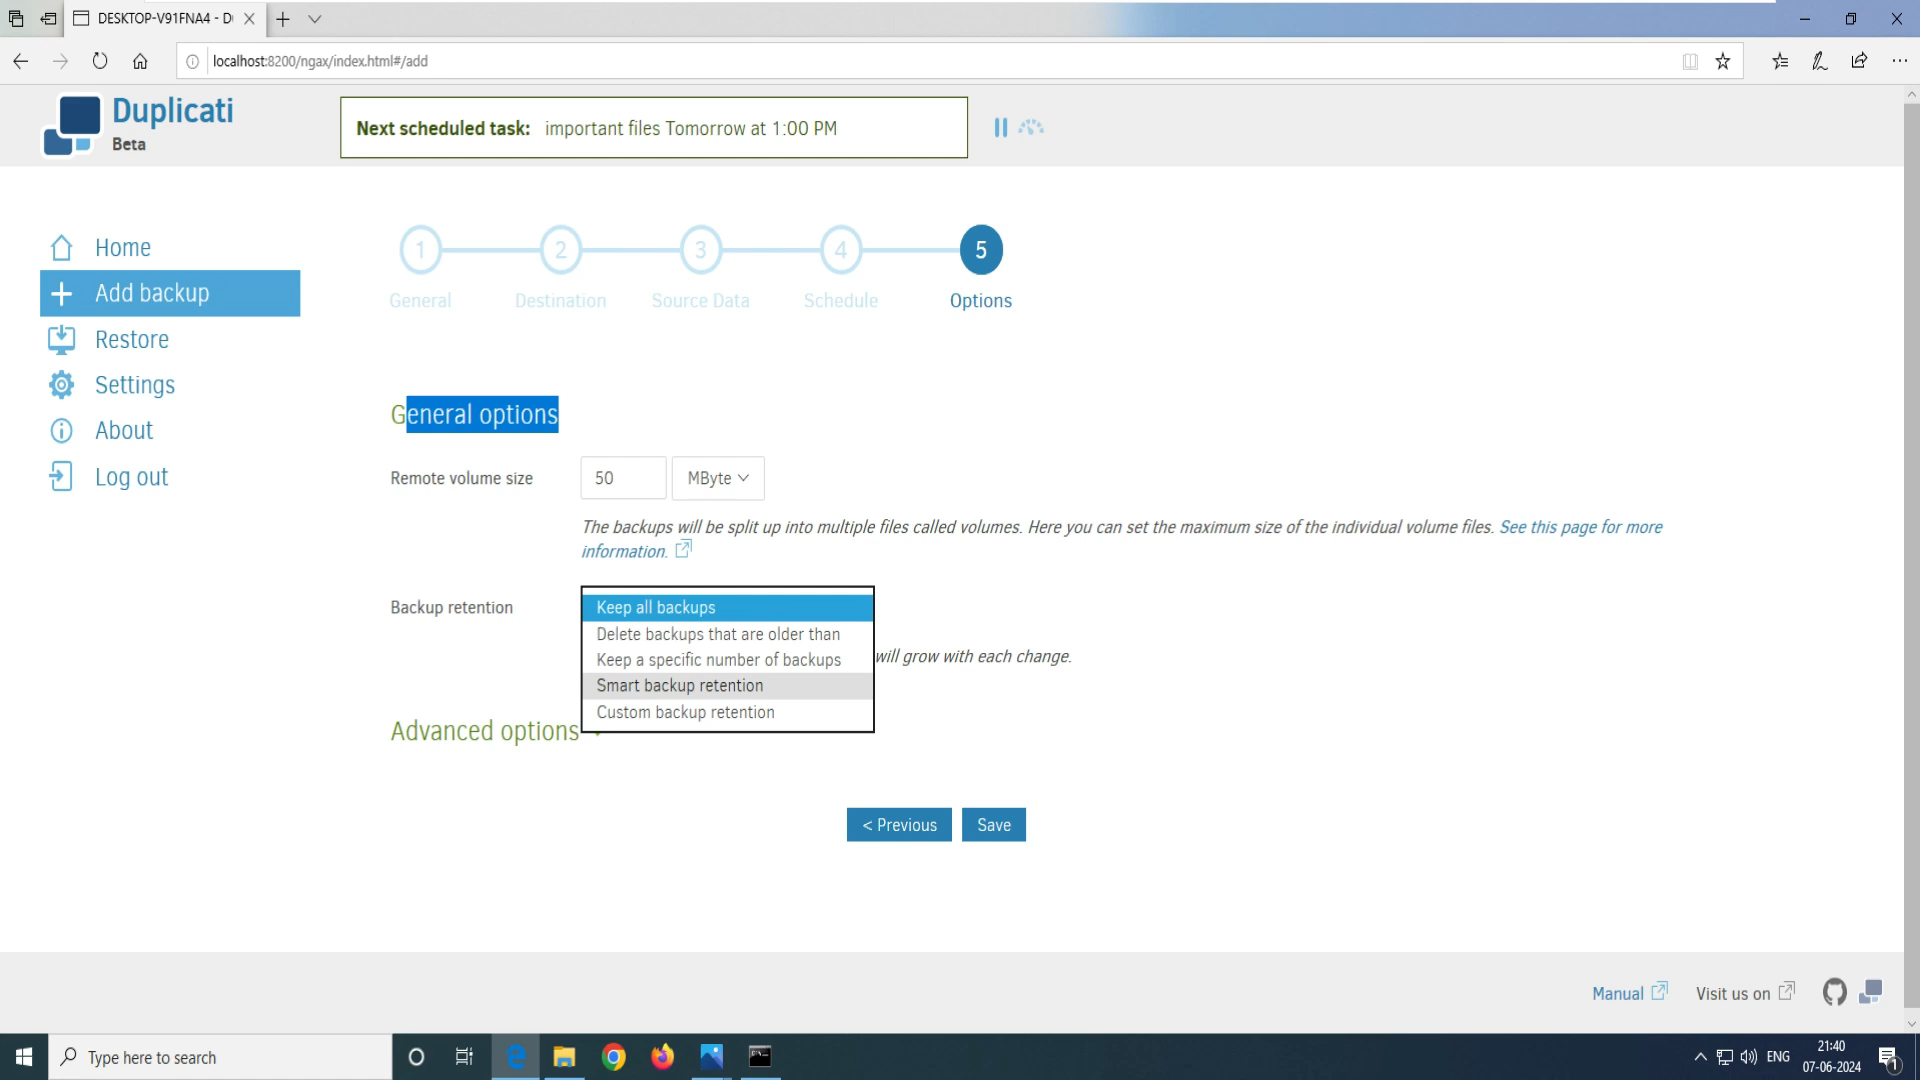 DESKTOP-V91FNA4 - D
localhost:8200/ngax/index.html#/add
Duplicati
Beta
Next scheduled task: important files Tomorrow at 1:00 PM
Home
Add backup
Restore
Settings
About
Log out
1 2 3 4 5
General Destination Source Data Schedule Options
General options
Remote volume size 50 MByte
The backups will be split up into multiple files called volumes. Here you can set the maximum size of the individual volume files. See this page for more
information.
Backup retention
Keep all backups
Delete backups that are older than
Keep a specific number of backups
will grow with each change.
Smart backup retention
Custom backup retention
Advanced options
< Previous Save
Manual Visit us on
Type here to search
ENG
21:40
07-06-2024
1